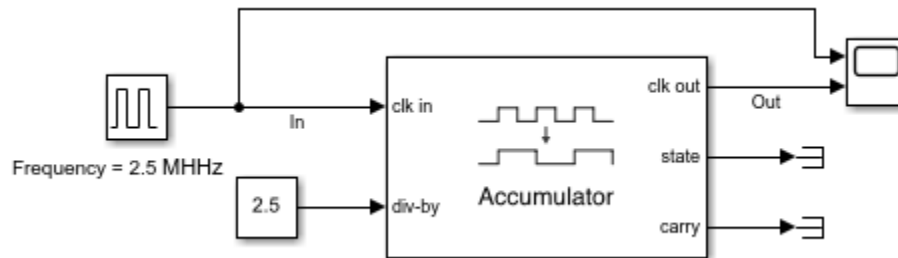 clk in
clk out
In
Out
Frequency = 2.5 MHHz
state
2.5
div-by
Accumulator
carry